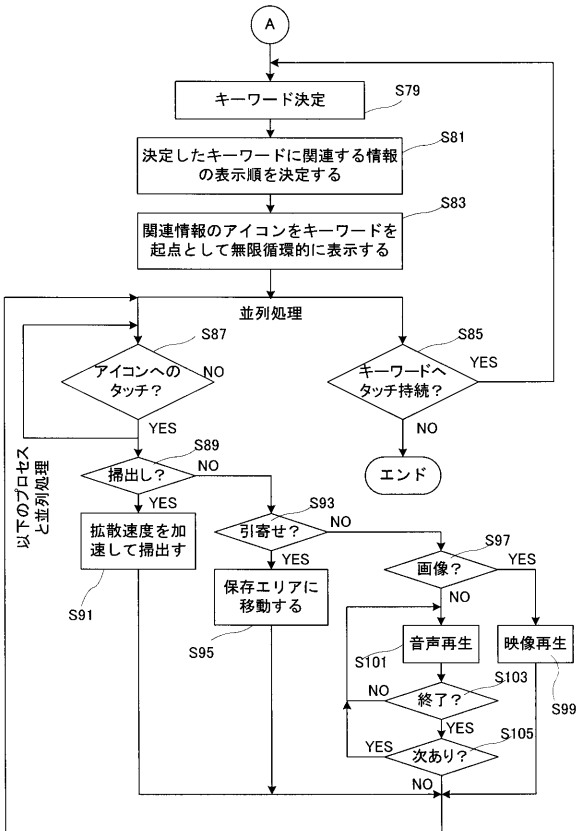 A
キーワード決定
S79
決定したキーワードに関連する情報
の表示順を決定する
S81
関連情報のアイコンをキーワードを
起点として無限循環的に表示する
S83
並列処理
アイコンへの
タッチ?
S87
NO
YES
キーワードへ
タッチ持続?
S85
YES
NO
エンド
以下のプロセス
と並列処理
掃出し?
S89
NO
YES
拡散速度を加
速して掃出す
S91
引寄せ?
S93
NO
YES
保存エリアに
移動する
S95
画像?
S97
YES
NO
音声再生
S101
映像再生
S99
終了?
S103
NO
YES
次あり?
S105
YES
NO